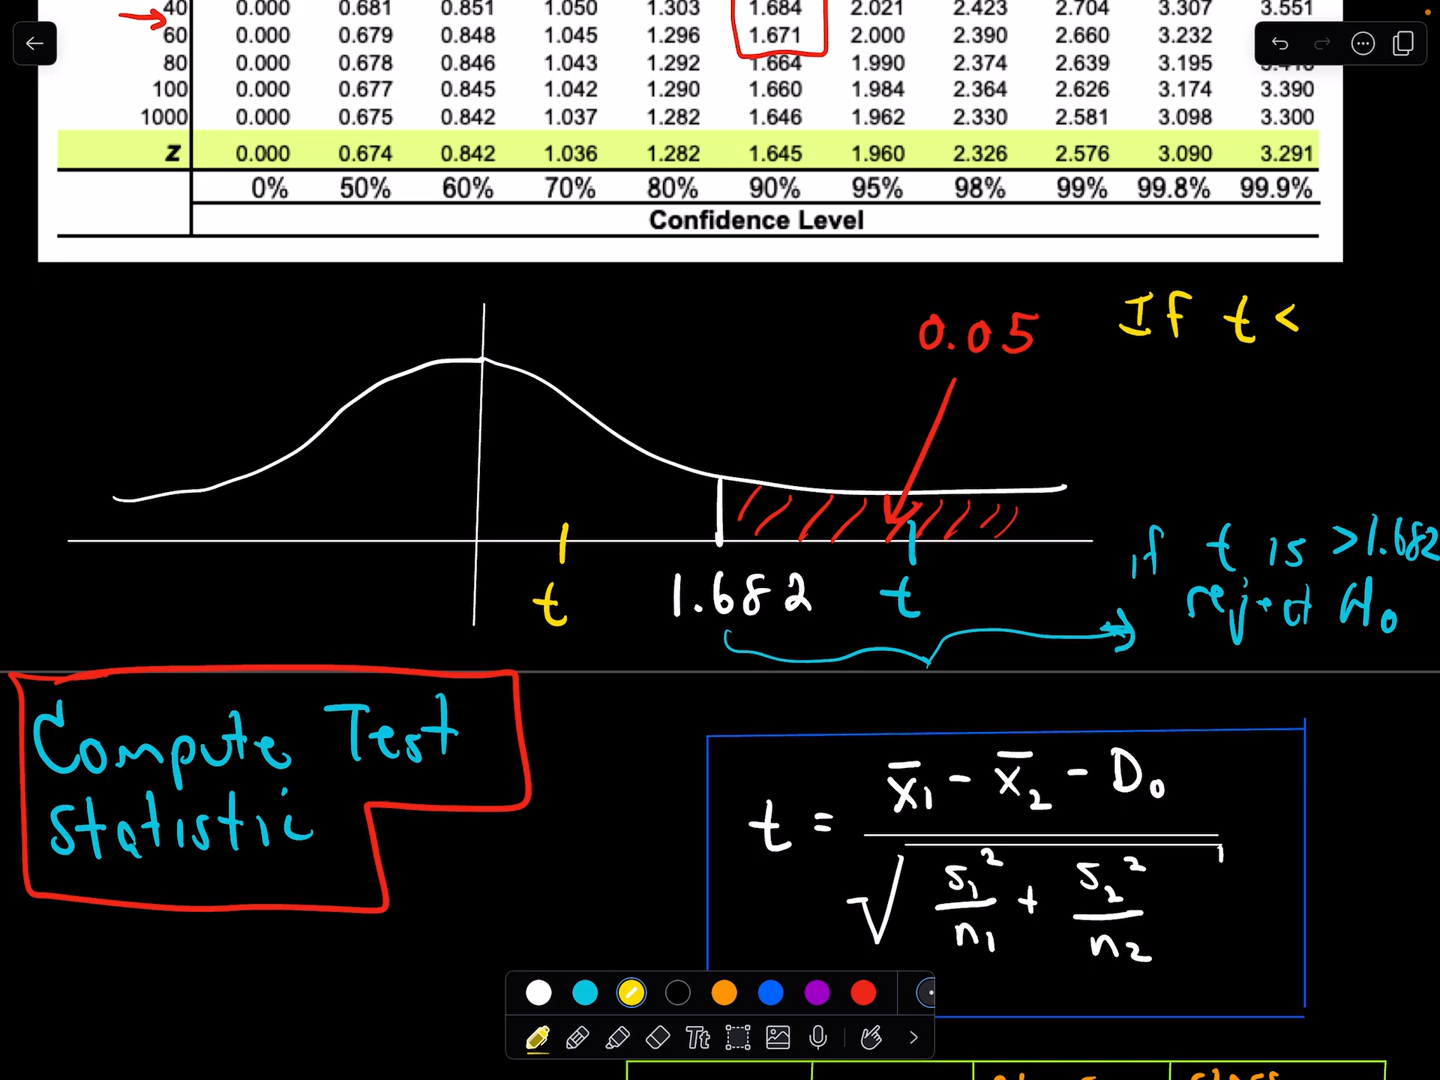 40 0.000 0.681 0.851 1.050 1.303 1.684 2.021 2.423 2.704 3.307 3.551
60 0.000 0.679 0.848 1.045 1.296 1.671 2.000 2.390 2.660 3.232
80 0.000 0.678 0.846 1.043 1.292 1.664 1.990 2.374 2.639 3.195
100 0.000 0.677 0.845 1.042 1.290 1.660 1.984 2.364 2.626 3.174 3.390
1000 0.000 0.675 0.842 1.037 1.282 1.646 1.962 2.330 2.581 3.098 3.300
z 0.000 0.674 0.842 1.036 1.282 1.645 1.960 2.326 2.576 3.090 3.291
0% 50% 60% 70% 80% 90% 95% 98% 99% 99.8% 99.9%
Confidence Level
If t <
0.05
t 1.682 t
if t is >1.682
reject H₀
Compute Test
Statistic
t = x̄₁ - x̄₂ - D₀
√ s₁² / n₁ + s₂² / n₂
Tt